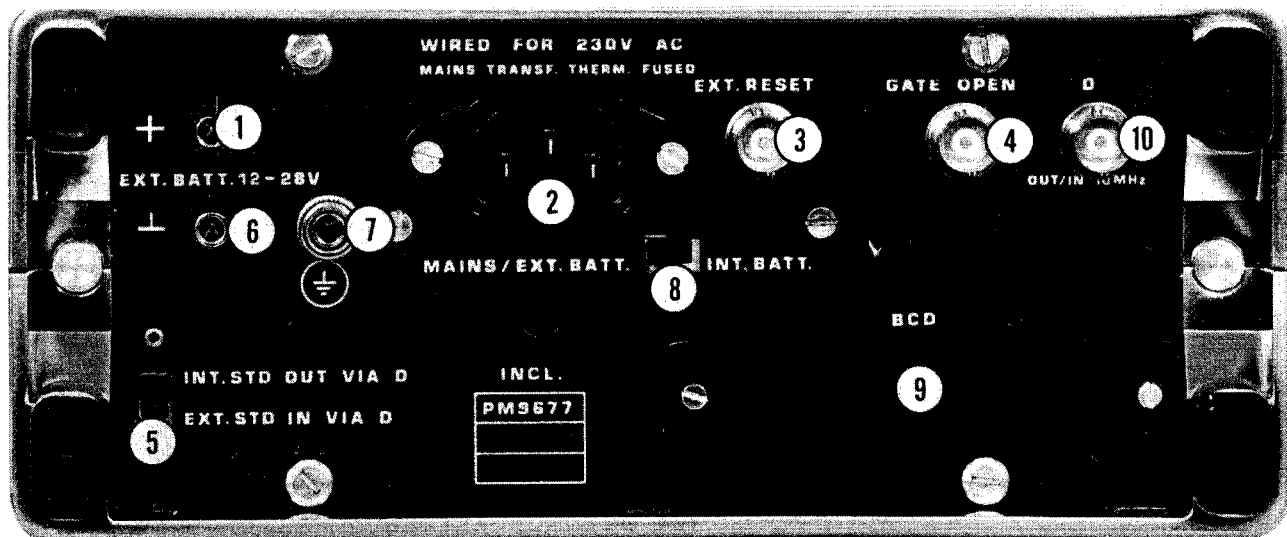 WIRED FOR 230V AC
MAINS TRANSF. THERM. FUSED
EXT. RESET
GATE OPEN
D
+
1
2
3
4
10
EXT. BATT. 12-28V
OUT/IN 10MHz
6
7
MAINS/EXT. BATT.
INT. BATT.
8
BCD
INT. STD OUT VIA D
INCL.
9
EXT. STD IN VIA D
PM9677
5